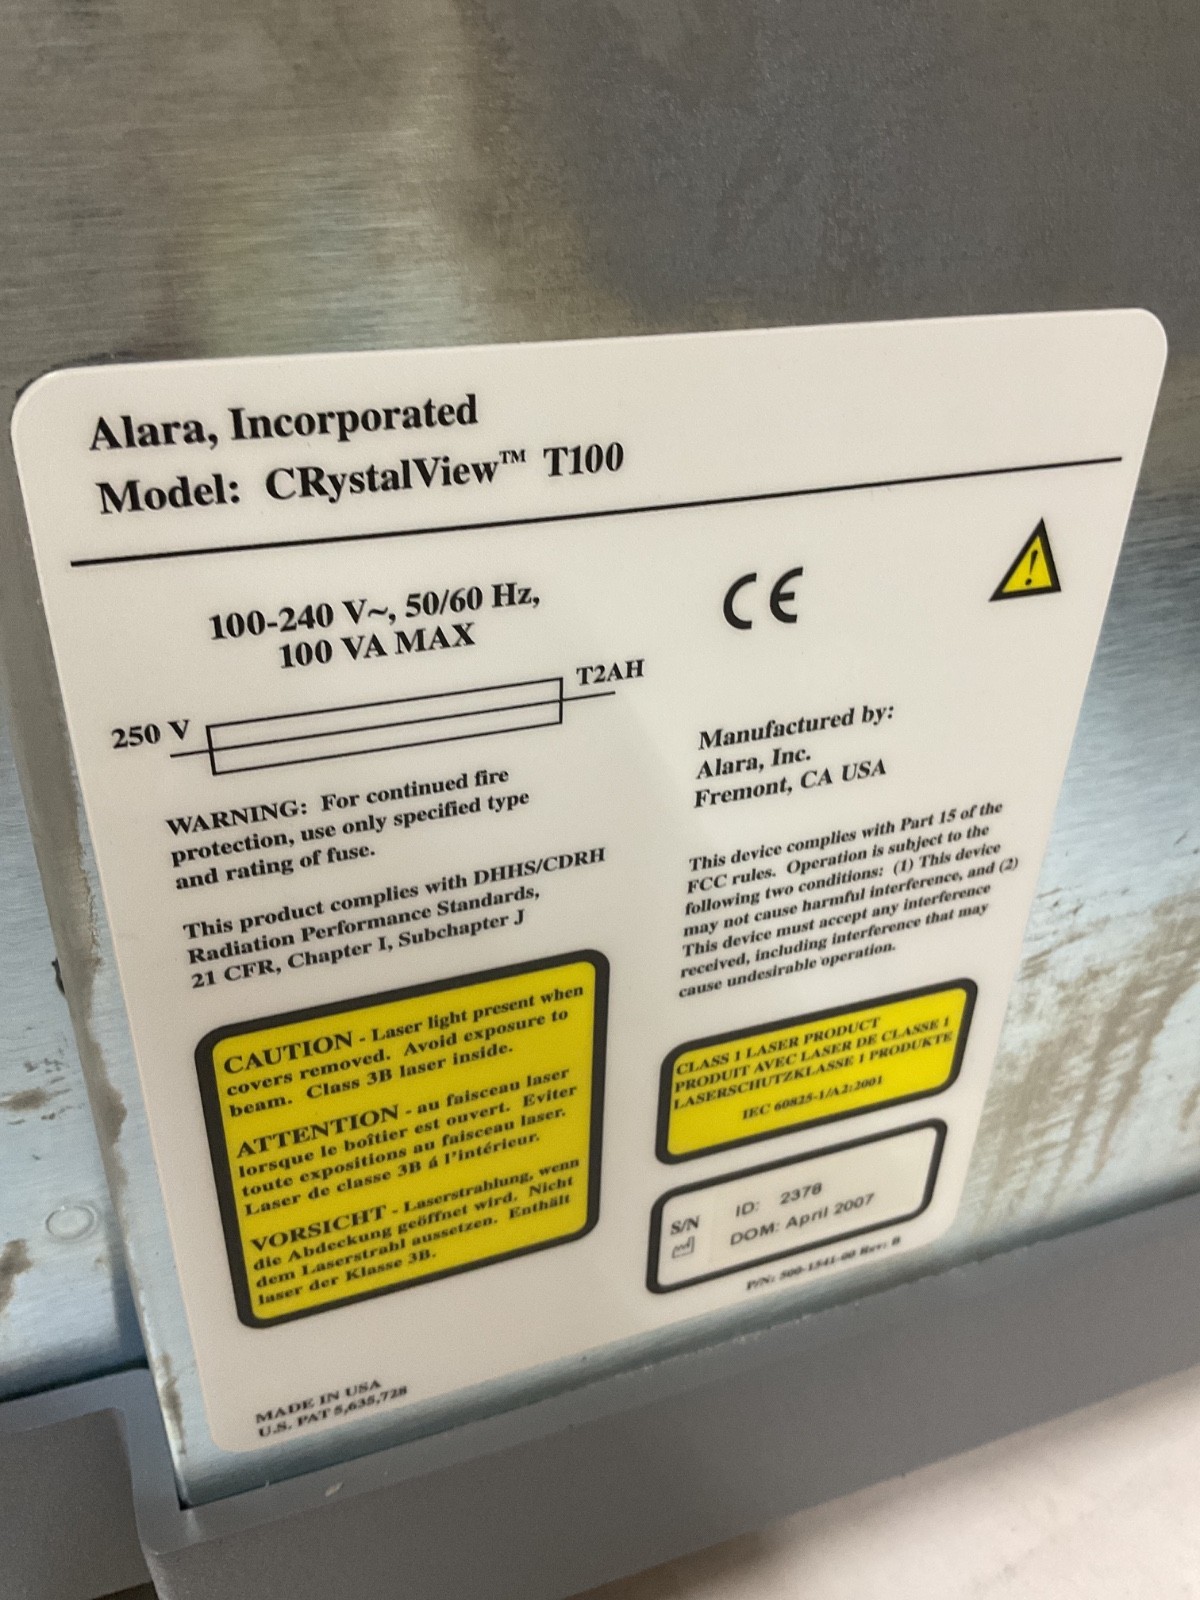 Alara, Incorporated
Model: CRystalView™ T100
100-240 V~, 50/60 Hz,
100 VA MAX
250 V
T2AH
WARNING: For continued fire
protection, use only specified type
and rating of fuse.
This product complies with DHHS/CDRH
Radiation Performance Standards,
21 CFR, Chapter I, Subchapter J
CAUTION - Laser light present when
covers removed. Avoid exposure to
beam. Class 3B laser inside.
ATTENTION - au faisceau laser
lorsque le boîtier est ouvert. Eviter
toute expositions au faisceau laser.
Laser de classe 3B á l'intérieur.
VORSICHT - Laserstrahlung, wenn
die Abdeckung geöffnet wird. Nicht
dem Laserstrahl aussetzen. Enthält
laser der Klasse 3B.
MADE IN USA
U.S. PAT 5,635,728
CE
!
Manufactured by:
Alara, Inc.
Fremont, CA USA
This device complies with Part 15 of the
FCC rules. Operation is subject to the
following two conditions: (1) This device
may not cause harmful interference, and (2)
This device must accept any interference
received, including interference that may
cause undesirable operation.
CLASS 1 LASER PRODUCT
PRODUIT AVEC LASER DE CLASSE 1
LASERSCHUTZKLASSE 1 PRODUKTE
IEC 60825-1/A2:2001
S/N ID: 2378
DOM: April 2007
P/N: 500-1541-00 Rev: B